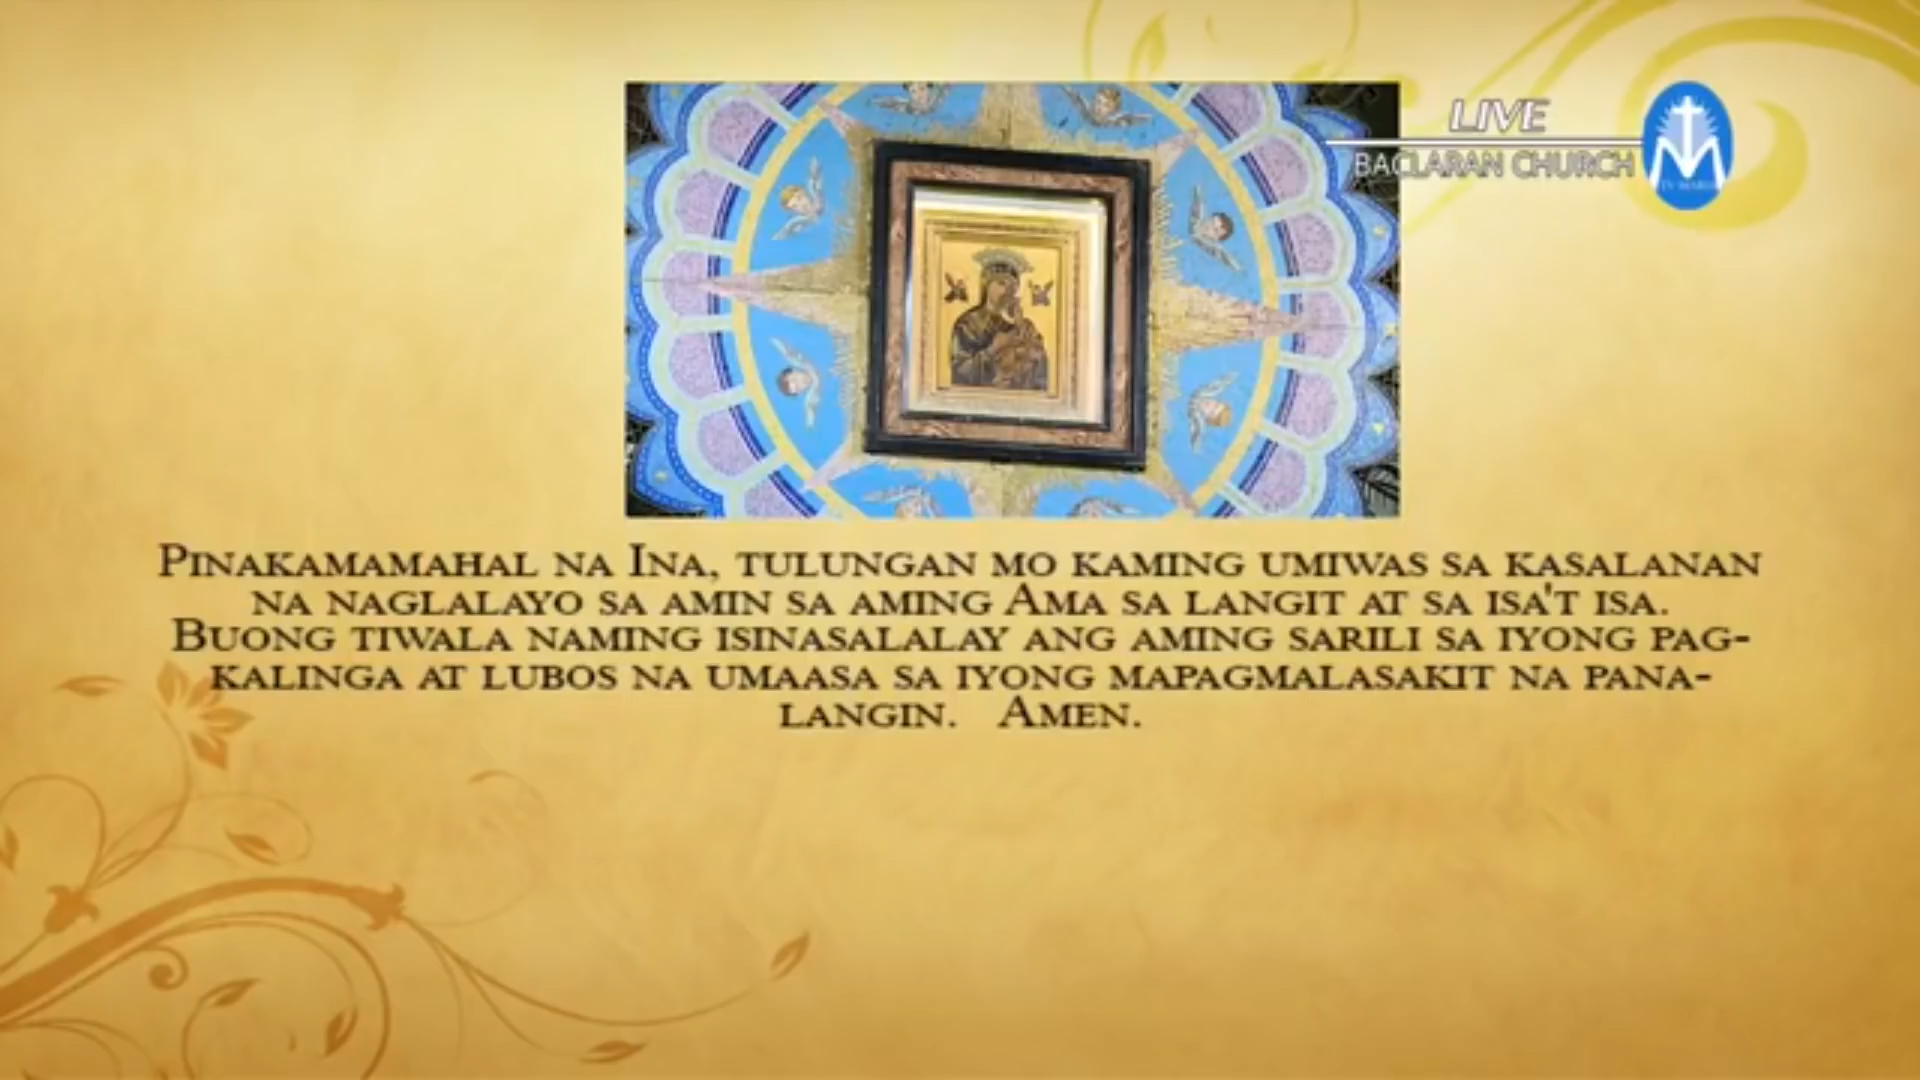 LIVE
BACLARAN CHURCH
TV MARIA
PINAKAMAMAHAL NA INA, TULUNGAN MO KAMING UMIWAS SA KASALANAN
NA NAGLALAYO SA AMIN SA AMING AMA SA LANGIT AT SA ISA'T ISA.
BUONG TIWALA NAMING ISINASALALAY ANG AMING SARILI SA IYONG PAG-
KALINGA AT LUBOS NA UMAASA SA IYONG MAPAGMALASAKIT NA PANA-
LANGIN. AMEN.